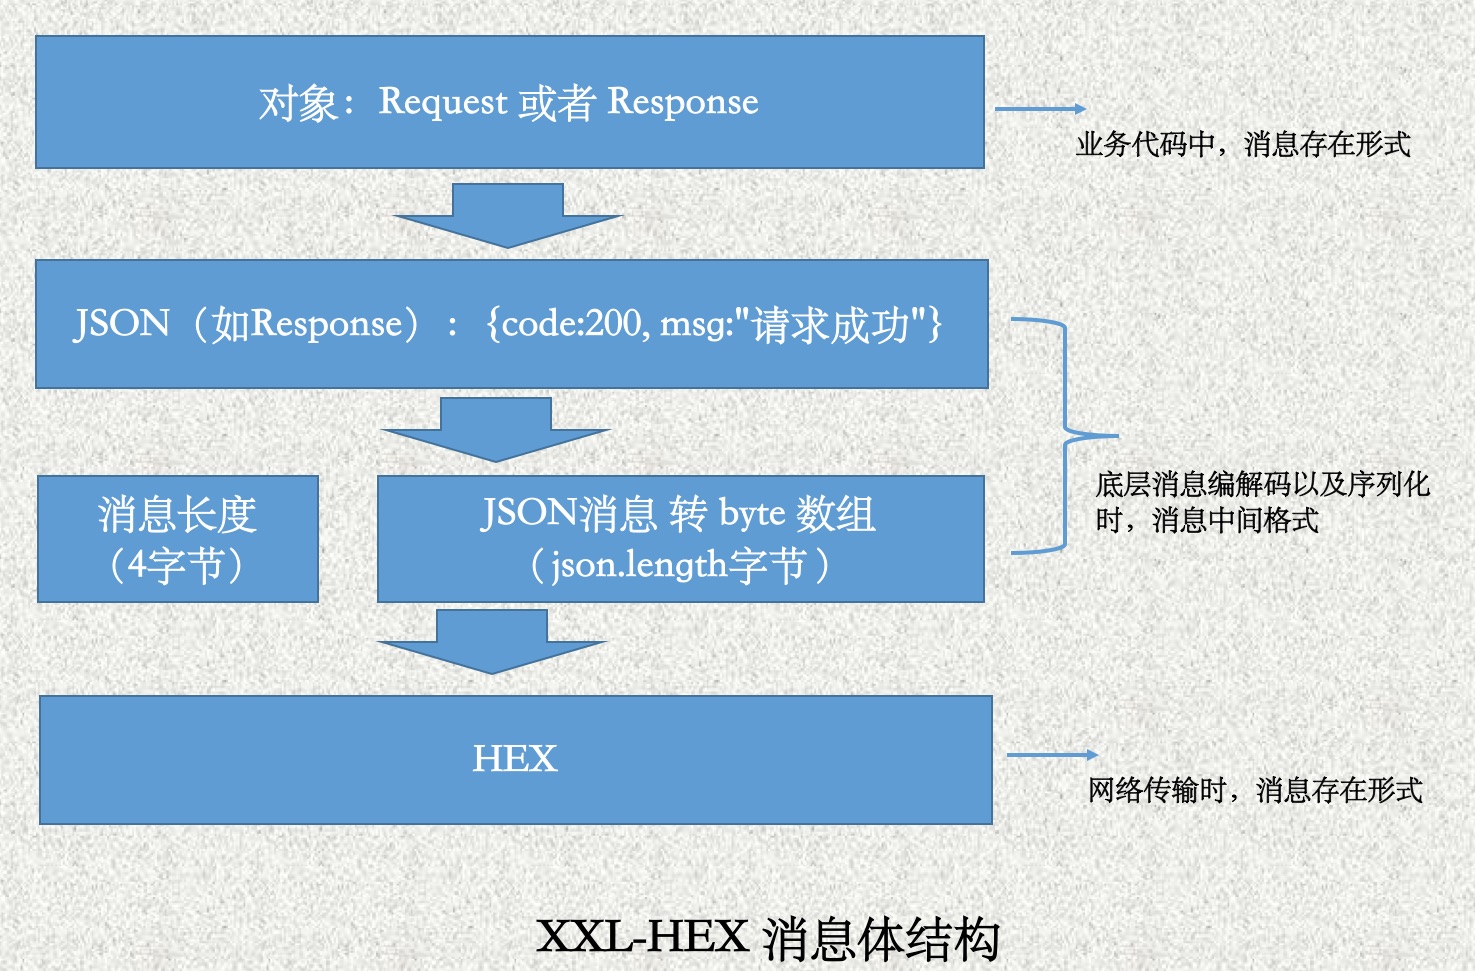 对象：Request 或者 Response
业务代码中，消息存在形式
JSON（如Response）：{code:200, msg:"请求成功"}
消息长度
（4字节）
JSON消息 转 byte 数组
（json.length字节）
底层消息编解码以及序列化
时，消息中间格式
HEX
网络传输时，消息存在形式
XXL-HEX 消息体结构